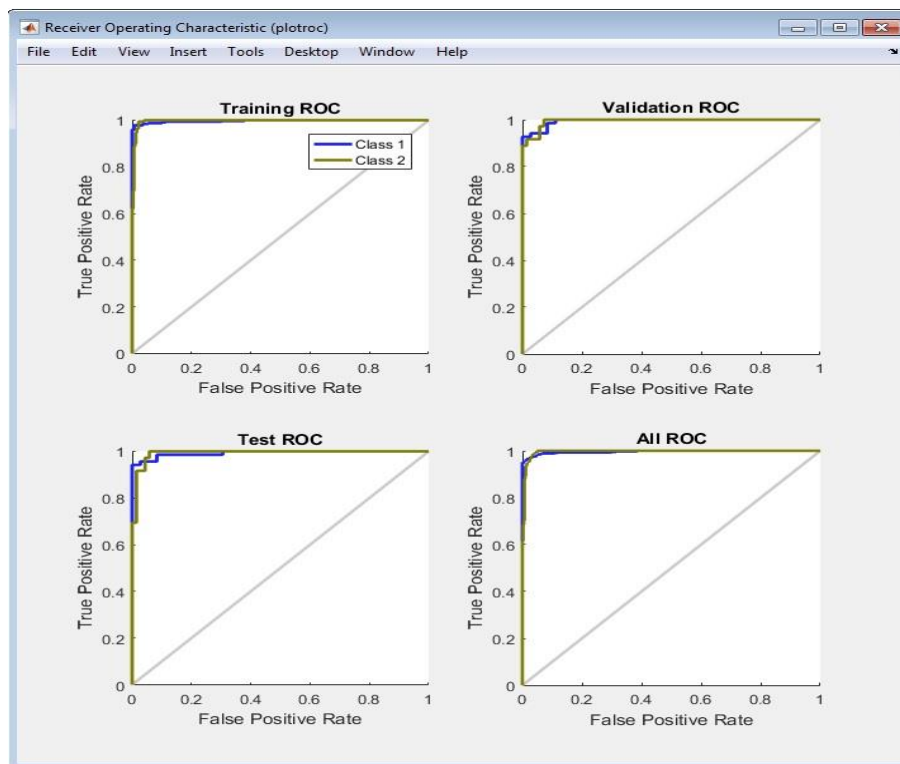 Receiver Operating Characteristic (plotroc)
File Edit View Insert Tools Desktop Window Help
Training ROC
1
0.8
0.6
0.4
0.2
0
True Positive Rate
Class 1
Class 2
0 0.2 0.4 0.6 0.8 1
False Positive Rate
Validation ROC
1
0.8
0.6
0.4
0.2
0
True Positive Rate
0 0.2 0.4 0.6 0.8 1
False Positive Rate
Test ROC
1
0.8
0.6
0.4
0.2
0
True Positive Rate
0 0.2 0.4 0.6 0.8 1
False Positive Rate
All ROC
1
0.8
0.6
0.4
0.2
0
True Positive Rate
0 0.2 0.4 0.6 0.8 1
False Positive Rate